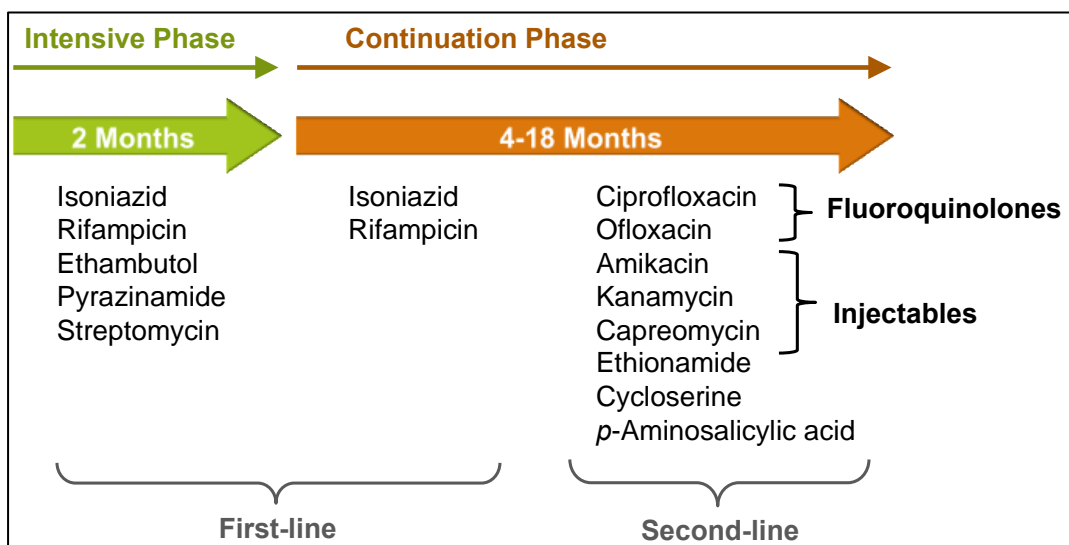 Intensive Phase
Continuation Phase
2 Months
4-18 Months
Isoniazid
Rifampicin
Ethambutol
Pyrazinamide
Streptomycin
Isoniazid
Rifampicin
Ciprofloxacin
Ofloxacin
Amikacin
Kanamycin
Capreomycin
Ethionamide
Cycloserine
p-Aminosalicylic acid
Fluoroquinolones
Injectables
First-line
Second-line